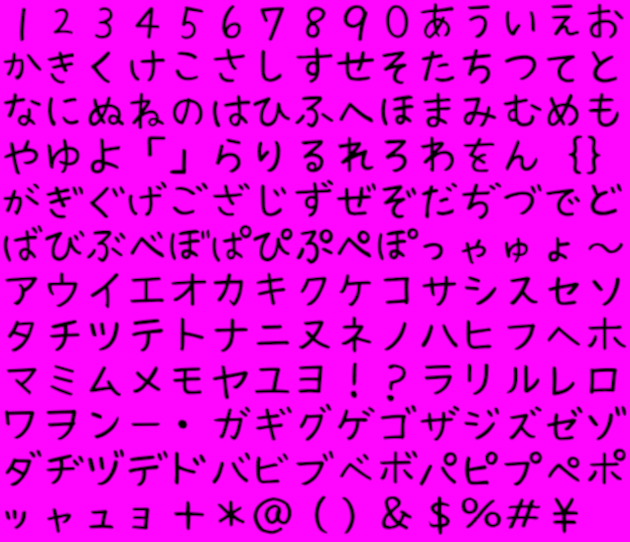 1234567890あういえお
かきくけこさしすせそたちつてと
なにぬねのはひふへほまみむめも
やゆよ「」らりるれろわをん {}
がぎぐげござじずぜぞだぢづでど
ばびぶべぼぱぴぷぺぽっゃゅょ～
アウイエオカキクケコサシスセソ
タチツテトナニヌネノハヒフヘホ
マミムメモヤユヨ！？ラリルレロ
ワヲンー・ガギグゲゴザジズゼゾ
ダヂヅデドバビブベボパピプペポ
ッャュョ＋＊＠()＆＄％＃￥